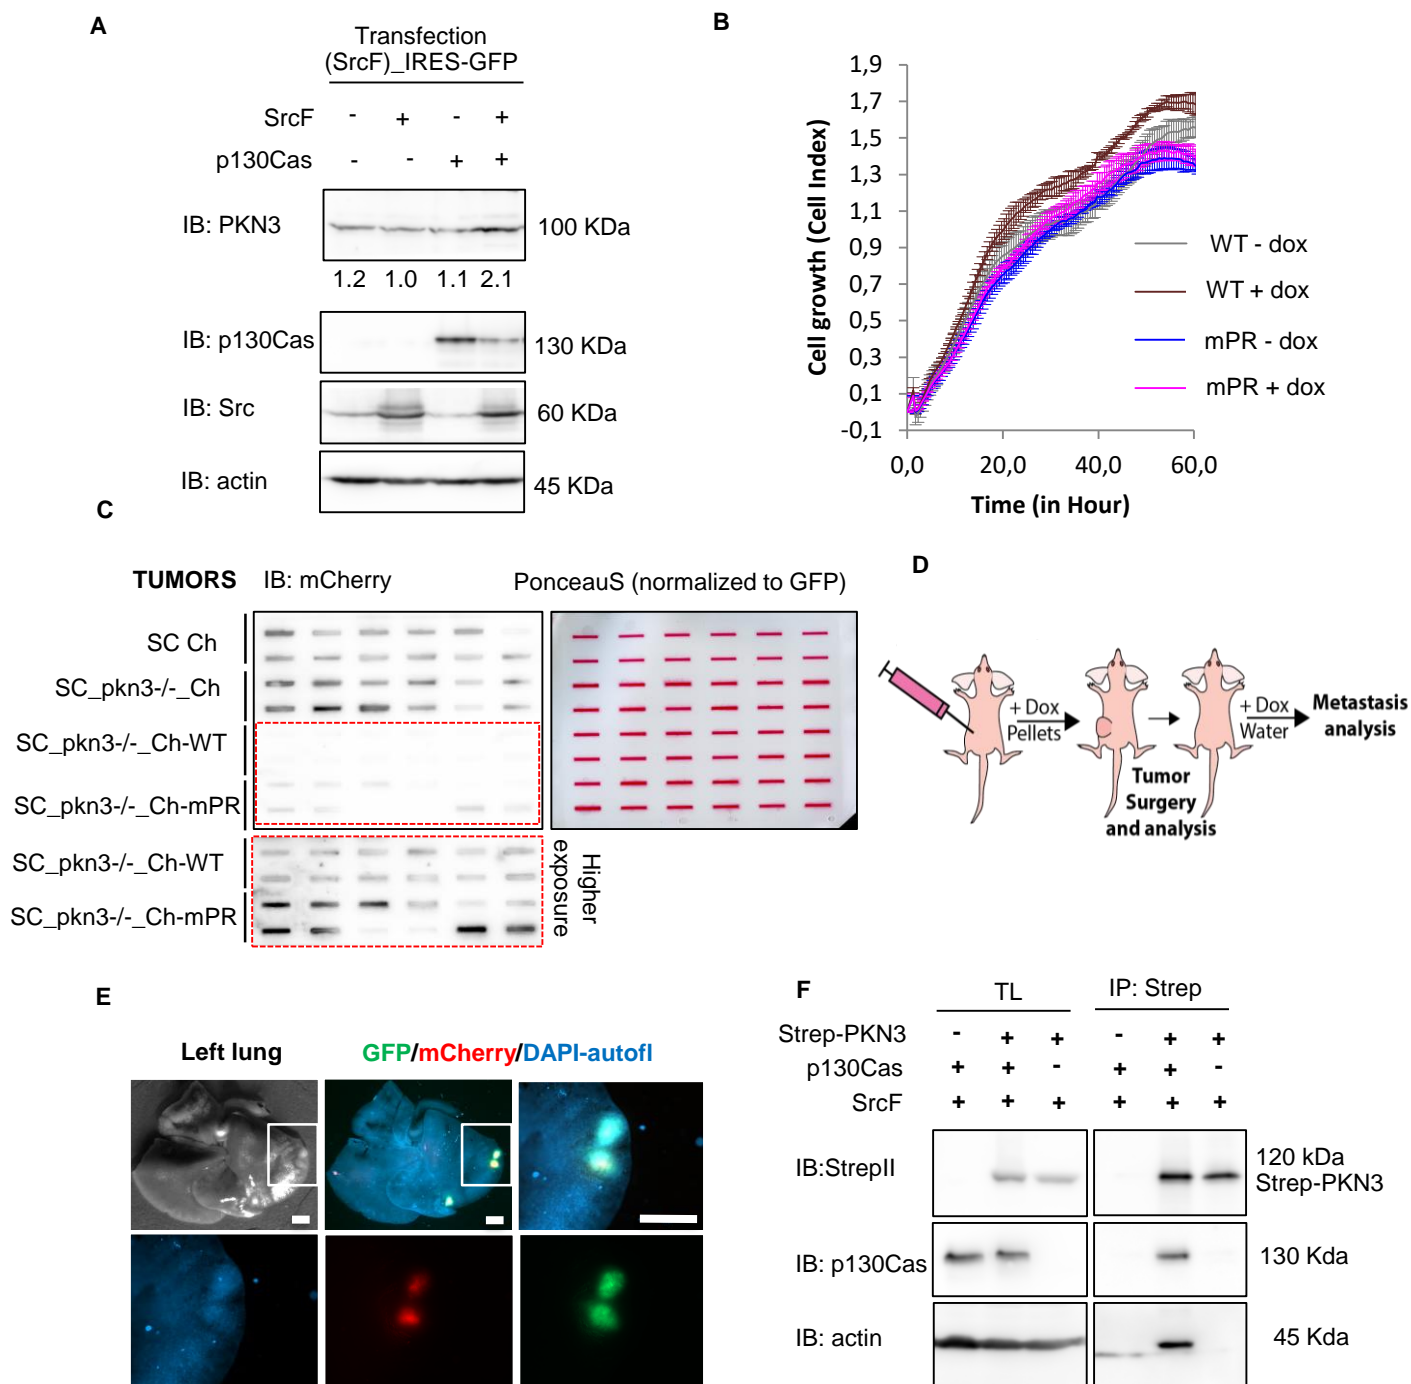 A
Transfection
(SrcF)_IRES-GFP
SrcF - + - +
p130Cas - - + +
IB: PKN3 100 KDa
1.2 1.0 1.1 2.1
IB: p130Cas 130 KDa
IB: Src 60 KDa
IB: actin 45 KDa
B
Cell growth (Cell Index)
1,9
1,7
1,5
1,3
1,1
0,9
0,7
0,5
0,3
0,1
-0,1
0,0 20,0 40,0 60,0
Time (in Hour)
WT - dox
WT + dox
mPR - dox
mPR + dox
C
TUMORS IB: mCherry PonceauS (normalized to GFP)
SC Ch
SC_pkn3-/-_Ch
SC_pkn3-/-_Ch-WT
SC_pkn3-/-_Ch-mPR
SC_pkn3-/-_Ch-WT
SC_pkn3-/-_Ch-mPR
Higher
exposure
D
+ Dox
Pellets
Tumor
Surgery
and analysis
+ Dox
Water
Metastasis
analysis
E
Left lung GFP/mCherry/DAPI-autofl
F
TL IP: Strep
Strep-PKN3 - + + - + +
p130Cas + + - + + -
SrcF + + + + + +
IB:StrepII 120 kDa
Strep-PKN3
IB: p130Cas 130 Kda
IB: actin 45 Kda